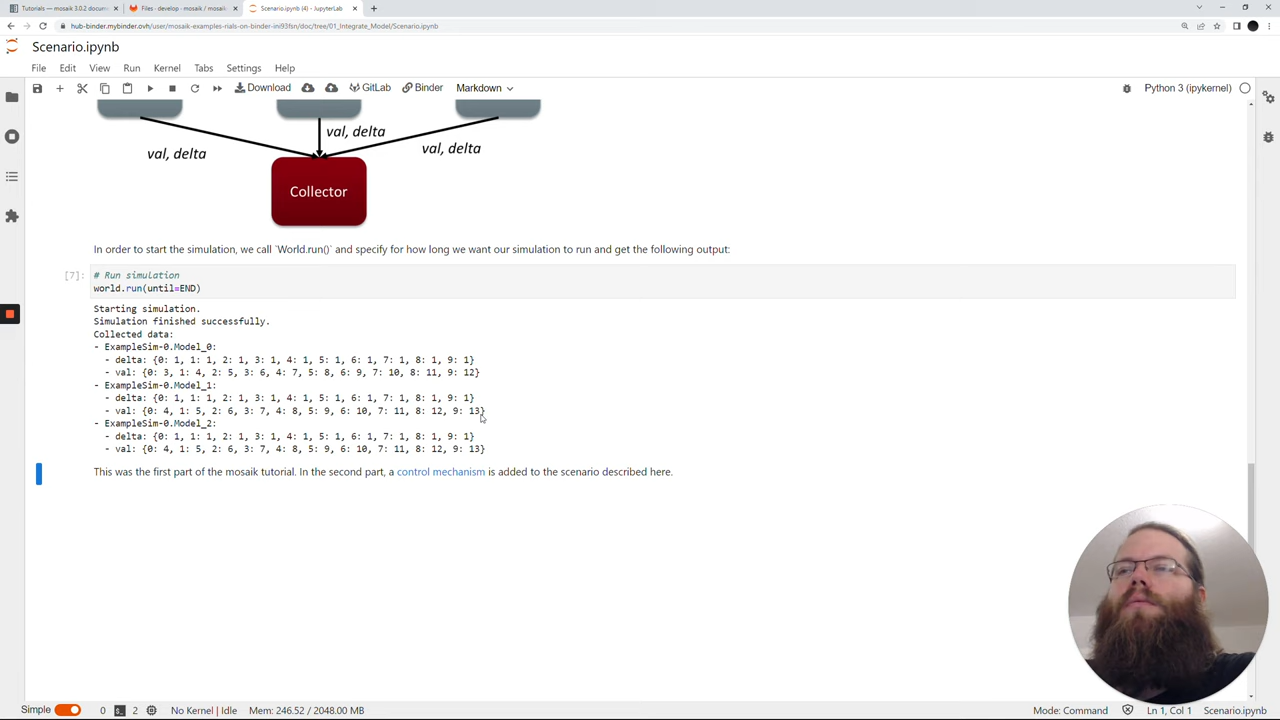 Tutorials — mosaik 3.0.2 docum
Files · develop · mosaik / mosaik
Scenario.ipynb (4) - JupyterLab
hub-binder.mybinder.ovh/user/mosaik-examples-rials-on-binder-ini93fsn/doc/tree/01_Integrate_Model/Scenario.ipynb
Scenario.ipynb
File Edit View Run Kernel Tabs Settings Help
Download GitLab Binder Markdown Python 3 (ipykernel)
val, delta
val, delta
val, delta
Collector
In order to start the simulation, we call `World.run()` and specify for how long we want our simulation to run and get the following output:
[7]: # Run simulation
world.run(until=END)
Starting simulation.
Simulation finished successfully.
Collected data:
- ExampleSim-0.Model_0:
- delta: {0: 1, 1: 1, 2: 1, 3: 1, 4: 1, 5: 1, 6: 1, 7: 1, 8: 1, 9: 1}
- val: {0: 3, 1: 4, 2: 5, 3: 6, 4: 7, 5: 8, 6: 9, 7: 10, 8: 11, 9: 12}
- ExampleSim-0.Model_1:
- delta: {0: 1, 1: 1, 2: 1, 3: 1, 4: 1, 5: 1, 6: 1, 7: 1, 8: 1, 9: 1}
- val: {0: 4, 1: 5, 2: 6, 3: 7, 4: 8, 5: 9, 6: 10, 7: 11, 8: 12, 9: 13}
- ExampleSim-0.Model_2:
- delta: {0: 1, 1: 1, 2: 1, 3: 1, 4: 1, 5: 1, 6: 1, 7: 1, 8: 1, 9: 1}
- val: {0: 4, 1: 5, 2: 6, 3: 7, 4: 8, 5: 9, 6: 10, 7: 11, 8: 12, 9: 13}
This was the first part of the mosaik tutorial. In the second part, a control mechanism is added to the scenario described here.
Simple 0 2 No Kernel | Idle Mem: 246.52 / 2048.00 MB Mode: Command Ln 1, Col 1 Scenario.ipynb